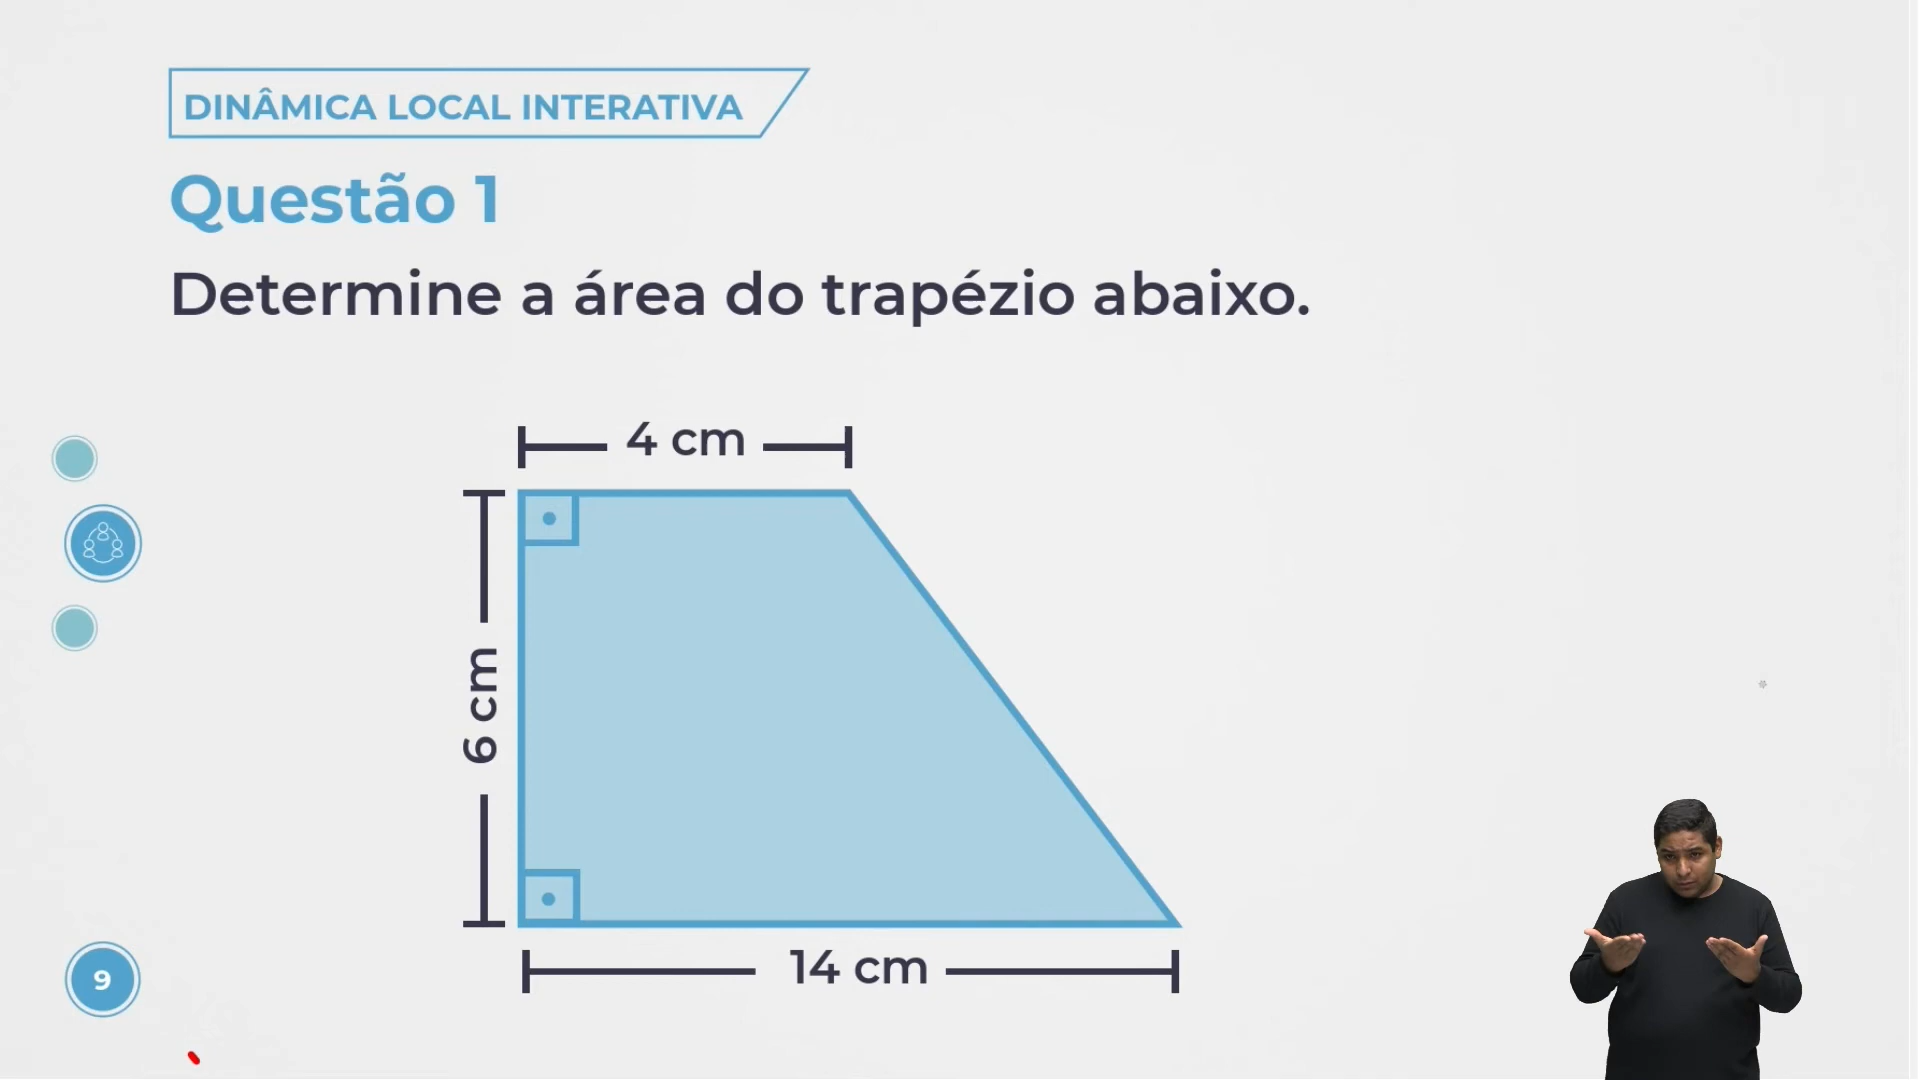 DINÂMICA LOCAL INTERATIVA
Questão 1
Determine a área do trapézio abaixo.
4 cm
6 cm
14 cm
9